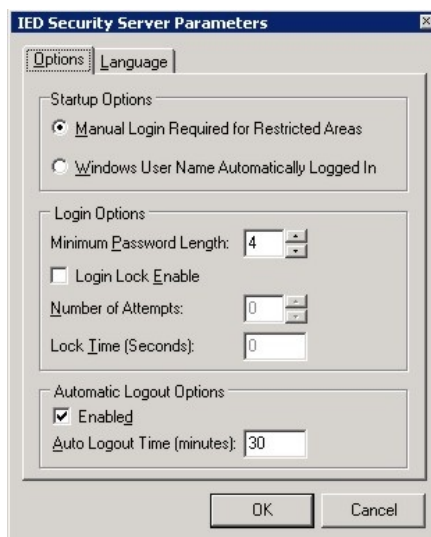 IED Security Server Parameters
Options Language
Startup Options
Manual Login Required for Restricted Areas
Windows User Name Automatically Logged In
Login Options
Minimum Password Length: 4
Login Lock Enable
Number of Attempts: 0
Lock Time (Seconds): 0
Automatic Logout Options
Enabled
Auto Logout Time (minutes): 30
OK Cancel